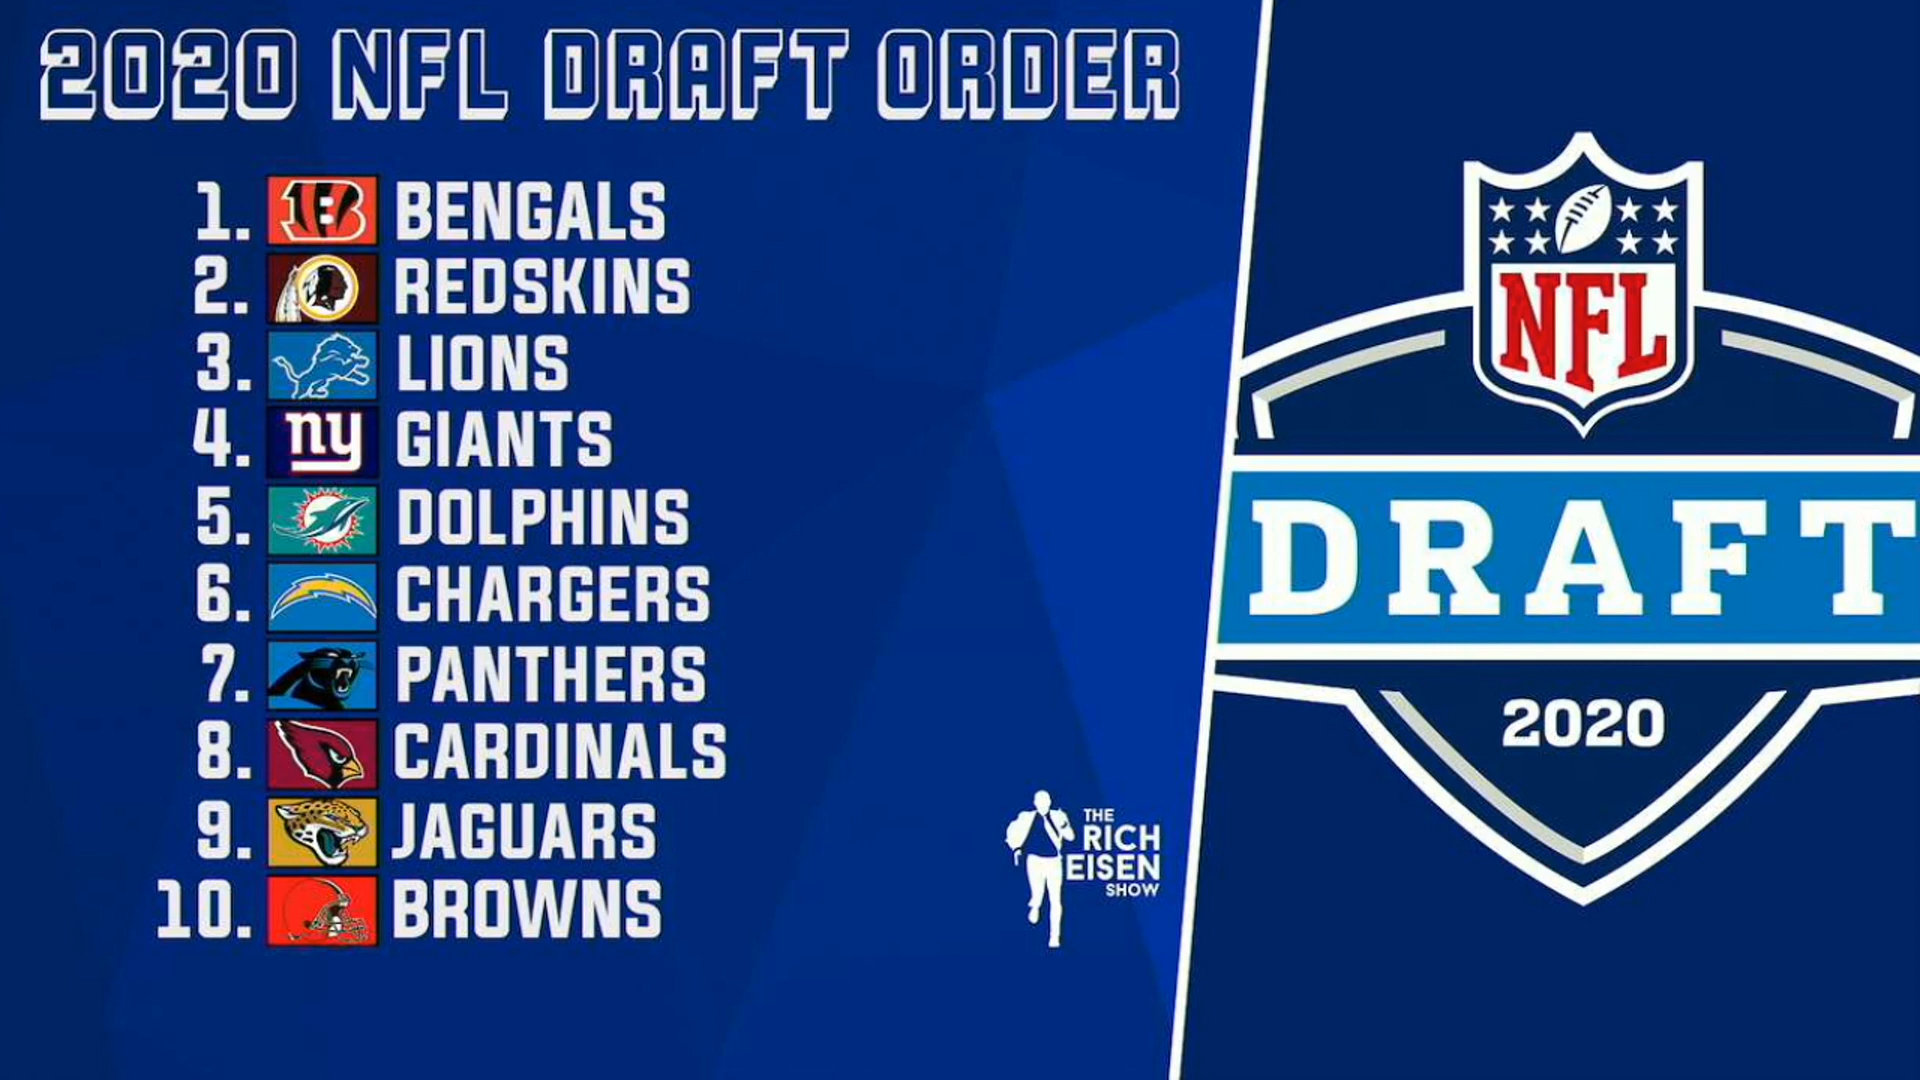 2020 NFL DRAFT ORDER
1. BENGALS
2. REDSKINS
3. LIONS
4. ny GIANTS
5. DOLPHINS
6. CHARGERS
7. PANTHERS
8. CARDINALS
9. JAGUARS
10. BROWNS
THE
RICH
EISEN
SHOW
NFL
DRAFT
2020